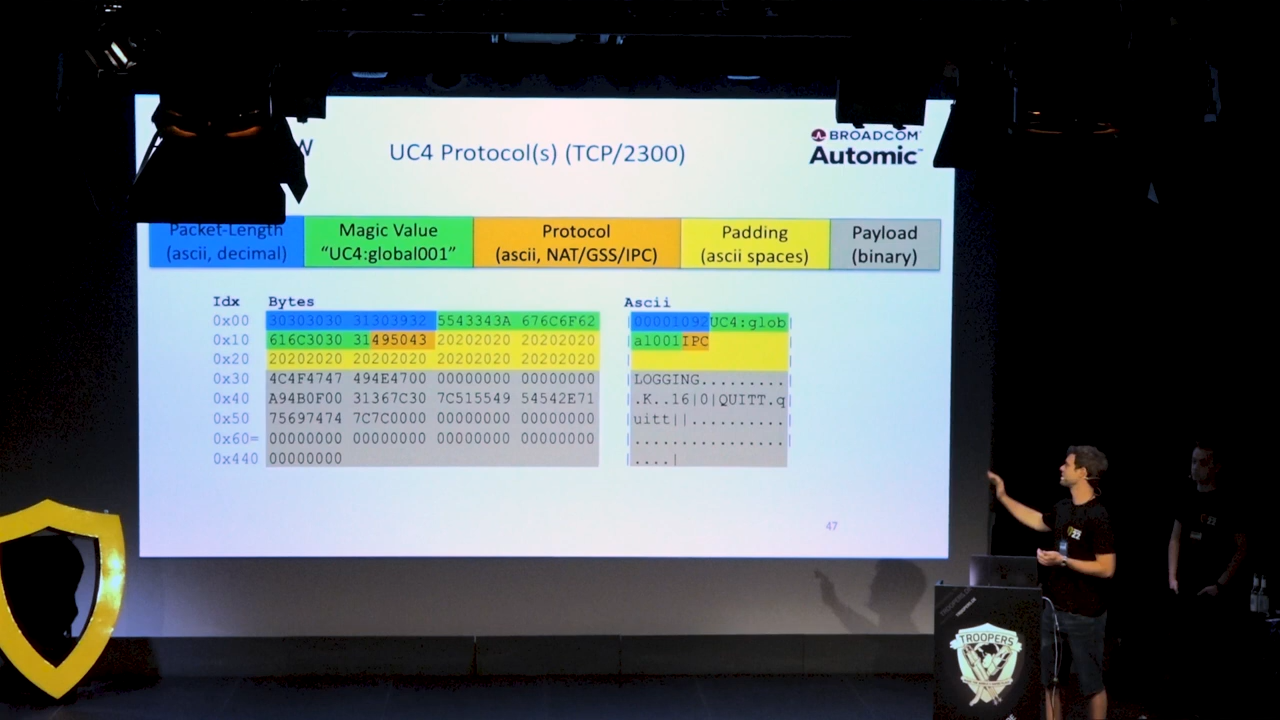 W
UC4 Protocol(s) (TCP/2300)
BROADCOM
Automic™
Packet-Length
(ascii, decimal)
Magic Value
“UC4:global001”
Protocol
(ascii, NAT/GSS/IPC)
Padding
(ascii spaces)
Payload
(binary)
Idx Bytes Ascii
0x00 30303030 31303932 5543343A 676C6F62 |00001092UC4:glob|
0x10 616C3030 31495043 20202020 20202020 al001IPC
0x20 20202020 20202020 20202020 20202020
0x30 4C4F4747 494E4700 00000000 00000000 |LOGGING.........|
0x40 A94B0F00 31367C30 7C515549 54542E71 |.K..16|0|QUITT.q|
0x50 75697474 7C7C0000 00000000 00000000 |uitt||..........|
0x60= 00000000 00000000 00000000 00000000 |................|
0x440 00000000 |....|
47
22
TROOPERS
TROOPERS